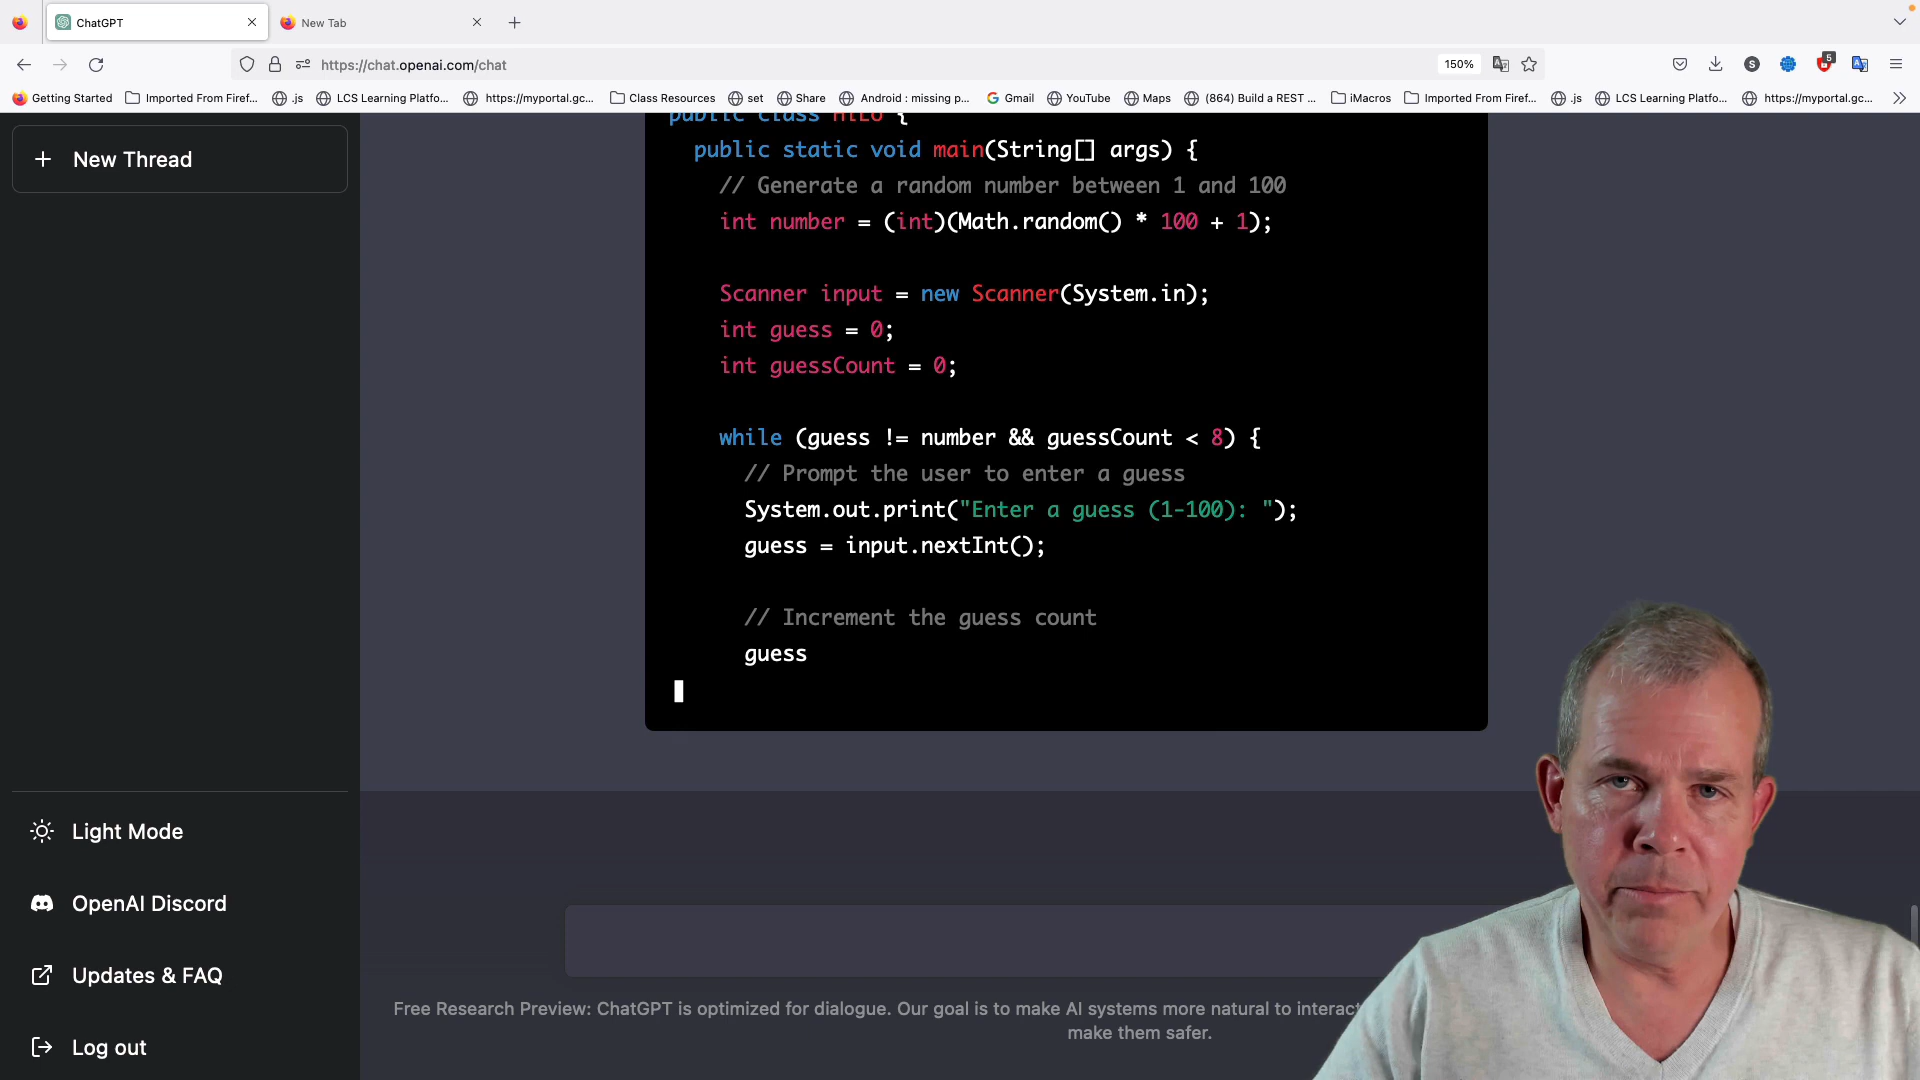 ChatGPT
New Tab
https://chat.openai.com/chat
150%
5
Getting Started
Imported From Firef...
.js
LCS Learning Platfo...
https://myportal.gc...
Class Resources
set
Share
Android : missing p...
Gmail
YouTube
Maps
(864) Build a REST ...
iMacros
Imported From Firef...
.js
LCS Learning Platfo...
https://myportal.gc...
New Thread
public class HiLo {
public static void main(String[] args) {
// Generate a random number between 1 and 100
int number = (int)(Math.random() * 100 + 1);
Scanner input = new Scanner(System.in);
int guess = 0;
int guessCount = 0;
while (guess != number && guessCount < 8) {
// Prompt the user to enter a guess
System.out.print("Enter a guess (1-100): ");
guess = input.nextInt();
// Increment the guess count
guess
Light Mode
OpenAI Discord
Updates & FAQ
Log out
Free Research Preview: ChatGPT is optimized for dialogue. Our goal is to make AI systems more natural to interact
make them safer.